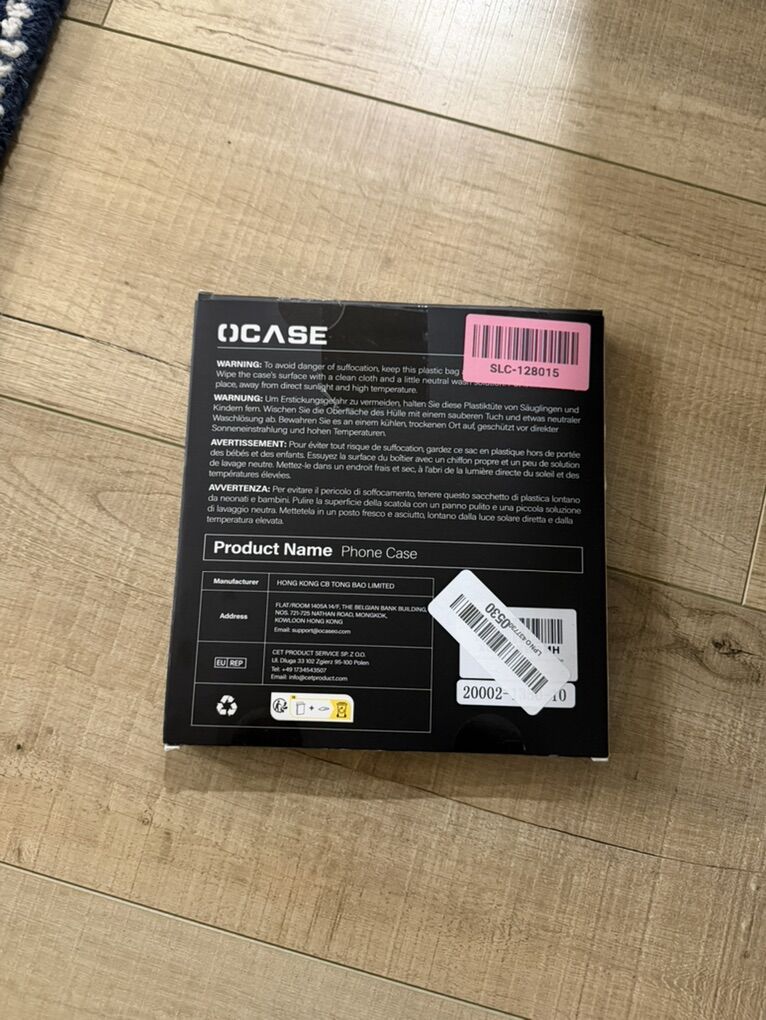 OCASE
SLC-128015
WARNING: To avoid danger of suffocation, keep this plastic bag
Wipe the case's surface with a clean cloth and a little neutral wash
place, away from direct sunlight and high temperature.
WARNUNG: Um Erstickungsgefahr zu vermeiden, halten Sie diese Plastiktüte von Säuglingen und
Kindern fern. Wischen Sie die Oberfläche des Hülle mit einem sauberen Tuch und etwas neutraler
Waschlösung ab. Bewahren Sie es an einem kühlen, trockenen Ort auf, geschützt vor direkter
Sonneneinstrahlung und hohen Temperaturen.
AVERTISSEMENT: Pour éviter tout risque de suffocation, gardez ce sac en plastique hors de portée
des bébés et des enfants. Essuyez la surface du boîtier avec un chiffon propre et un peu de solution
de lavage neutre. Mettez-le dans un endroit frais et sec, à l'abri de la lumière directe du soleil et des
températures élevées.
AVVERTENZA: Per evitare il pericolo di soffocamento, tenere questo sacchetto di plastica lontano
da neonati e bambini. Pulire la superficie della scatola con un panno pulito e una piccola soluzione
di lavaggio neutra. Mettetela in un posto fresco e asciutto, lontano dalla luce solare diretta e dalla
temperatura elevata.
Product Name Phone Case
Manufacturer HONG KONG CB TONG BAO LIMITED
Address FLAT/ROOM 1405A 14/F, THE BELGIAN BANK BUILDING,
NOS. 721-725 NATHAN ROAD, MONGKOK,
KOWLOON HONG KONG
Email: support@ocaseo.com
EU REP CET PRODUCT SERVICE SP. Z O.O.
Ul. Dluga 33 102 Zgierz 95-100 Polen
Tel: +49 1734543507
Email: info@cetproduct.com
20002-